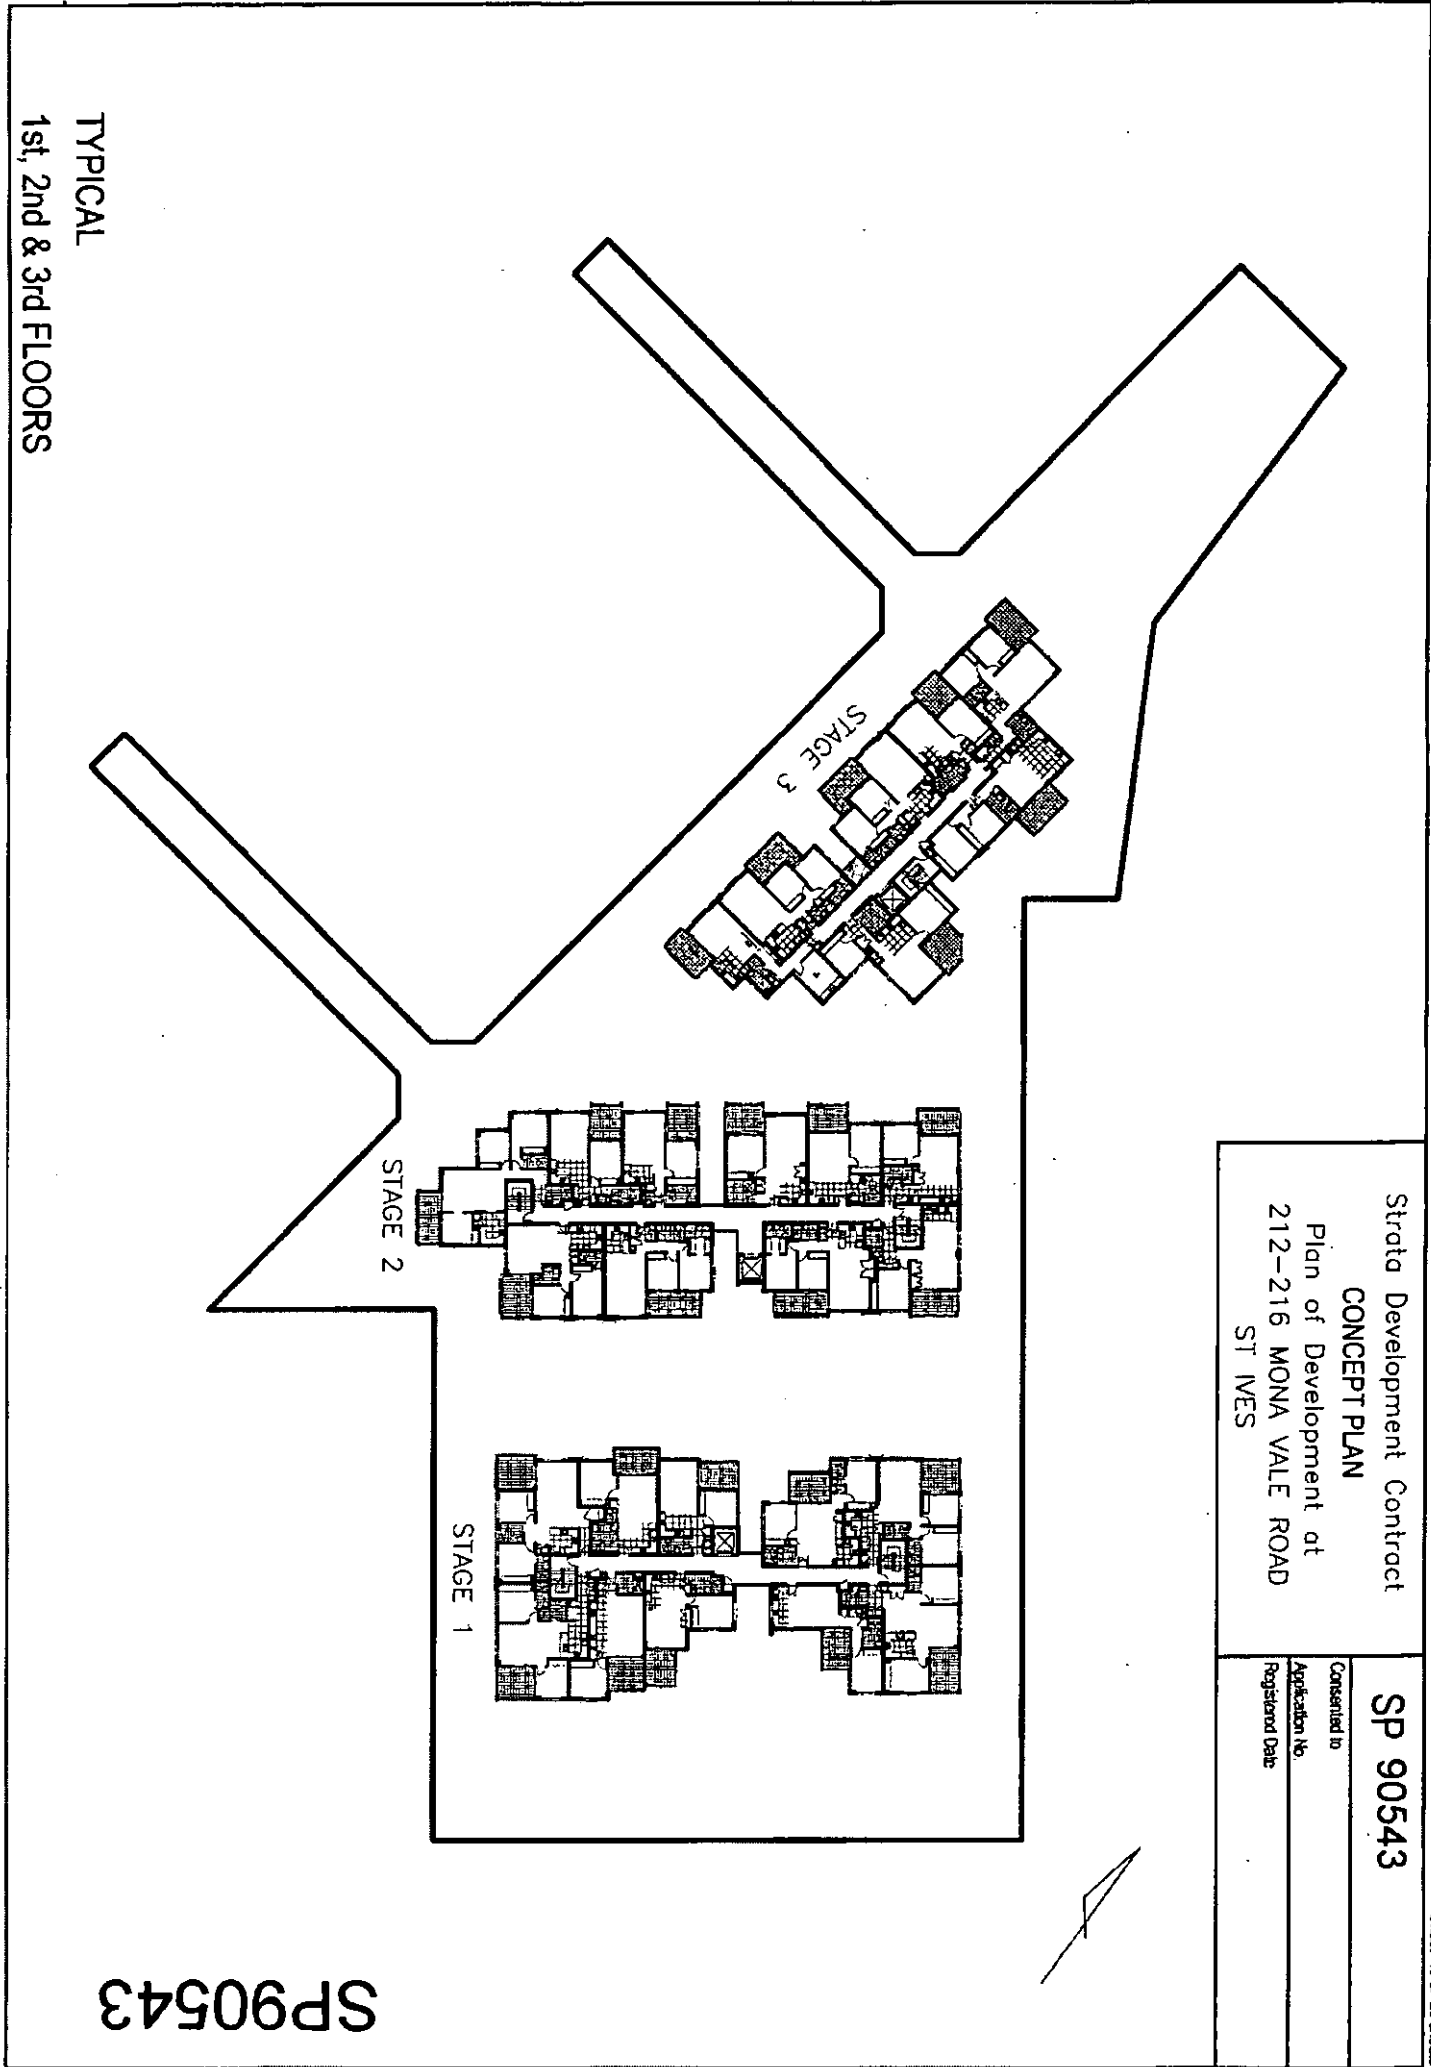 Strata Development Contract
CONCEPT PLAN
Plan of Development at
212-216 MONA VALE ROAD
ST IVES
SP 90543
Consented to
Application No.
Registered Date
STAGE 3
STAGE 2
STAGE 1
TYPICAL
1st, 2nd & 3rd FLOORS
SP90543